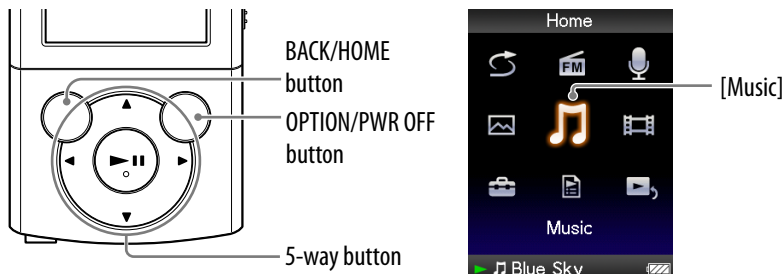 BACK/HOME
button
OPTION/PWR OFF
button
5-way button
Home
FM
[Music]
Music
Blue Sky